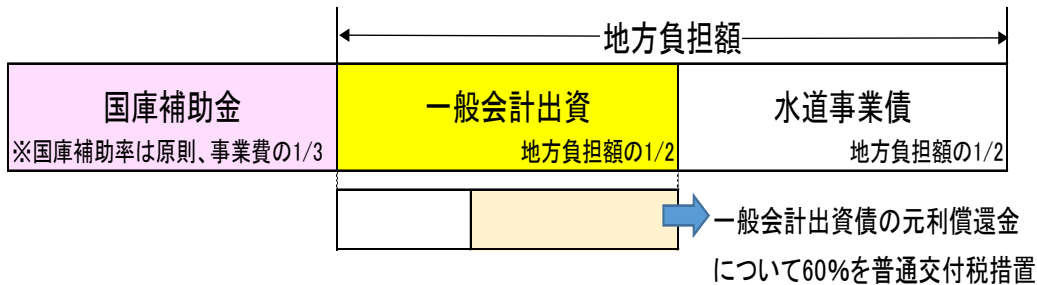 地方負担額
国庫補助金
※国庫補助率は原則、事業費の1/3
一般会計出資
地方負担額の1/2
水道事業債
地方負担額の1/2
一般会計出資債の元利償還金
について60%を普通交付税措置